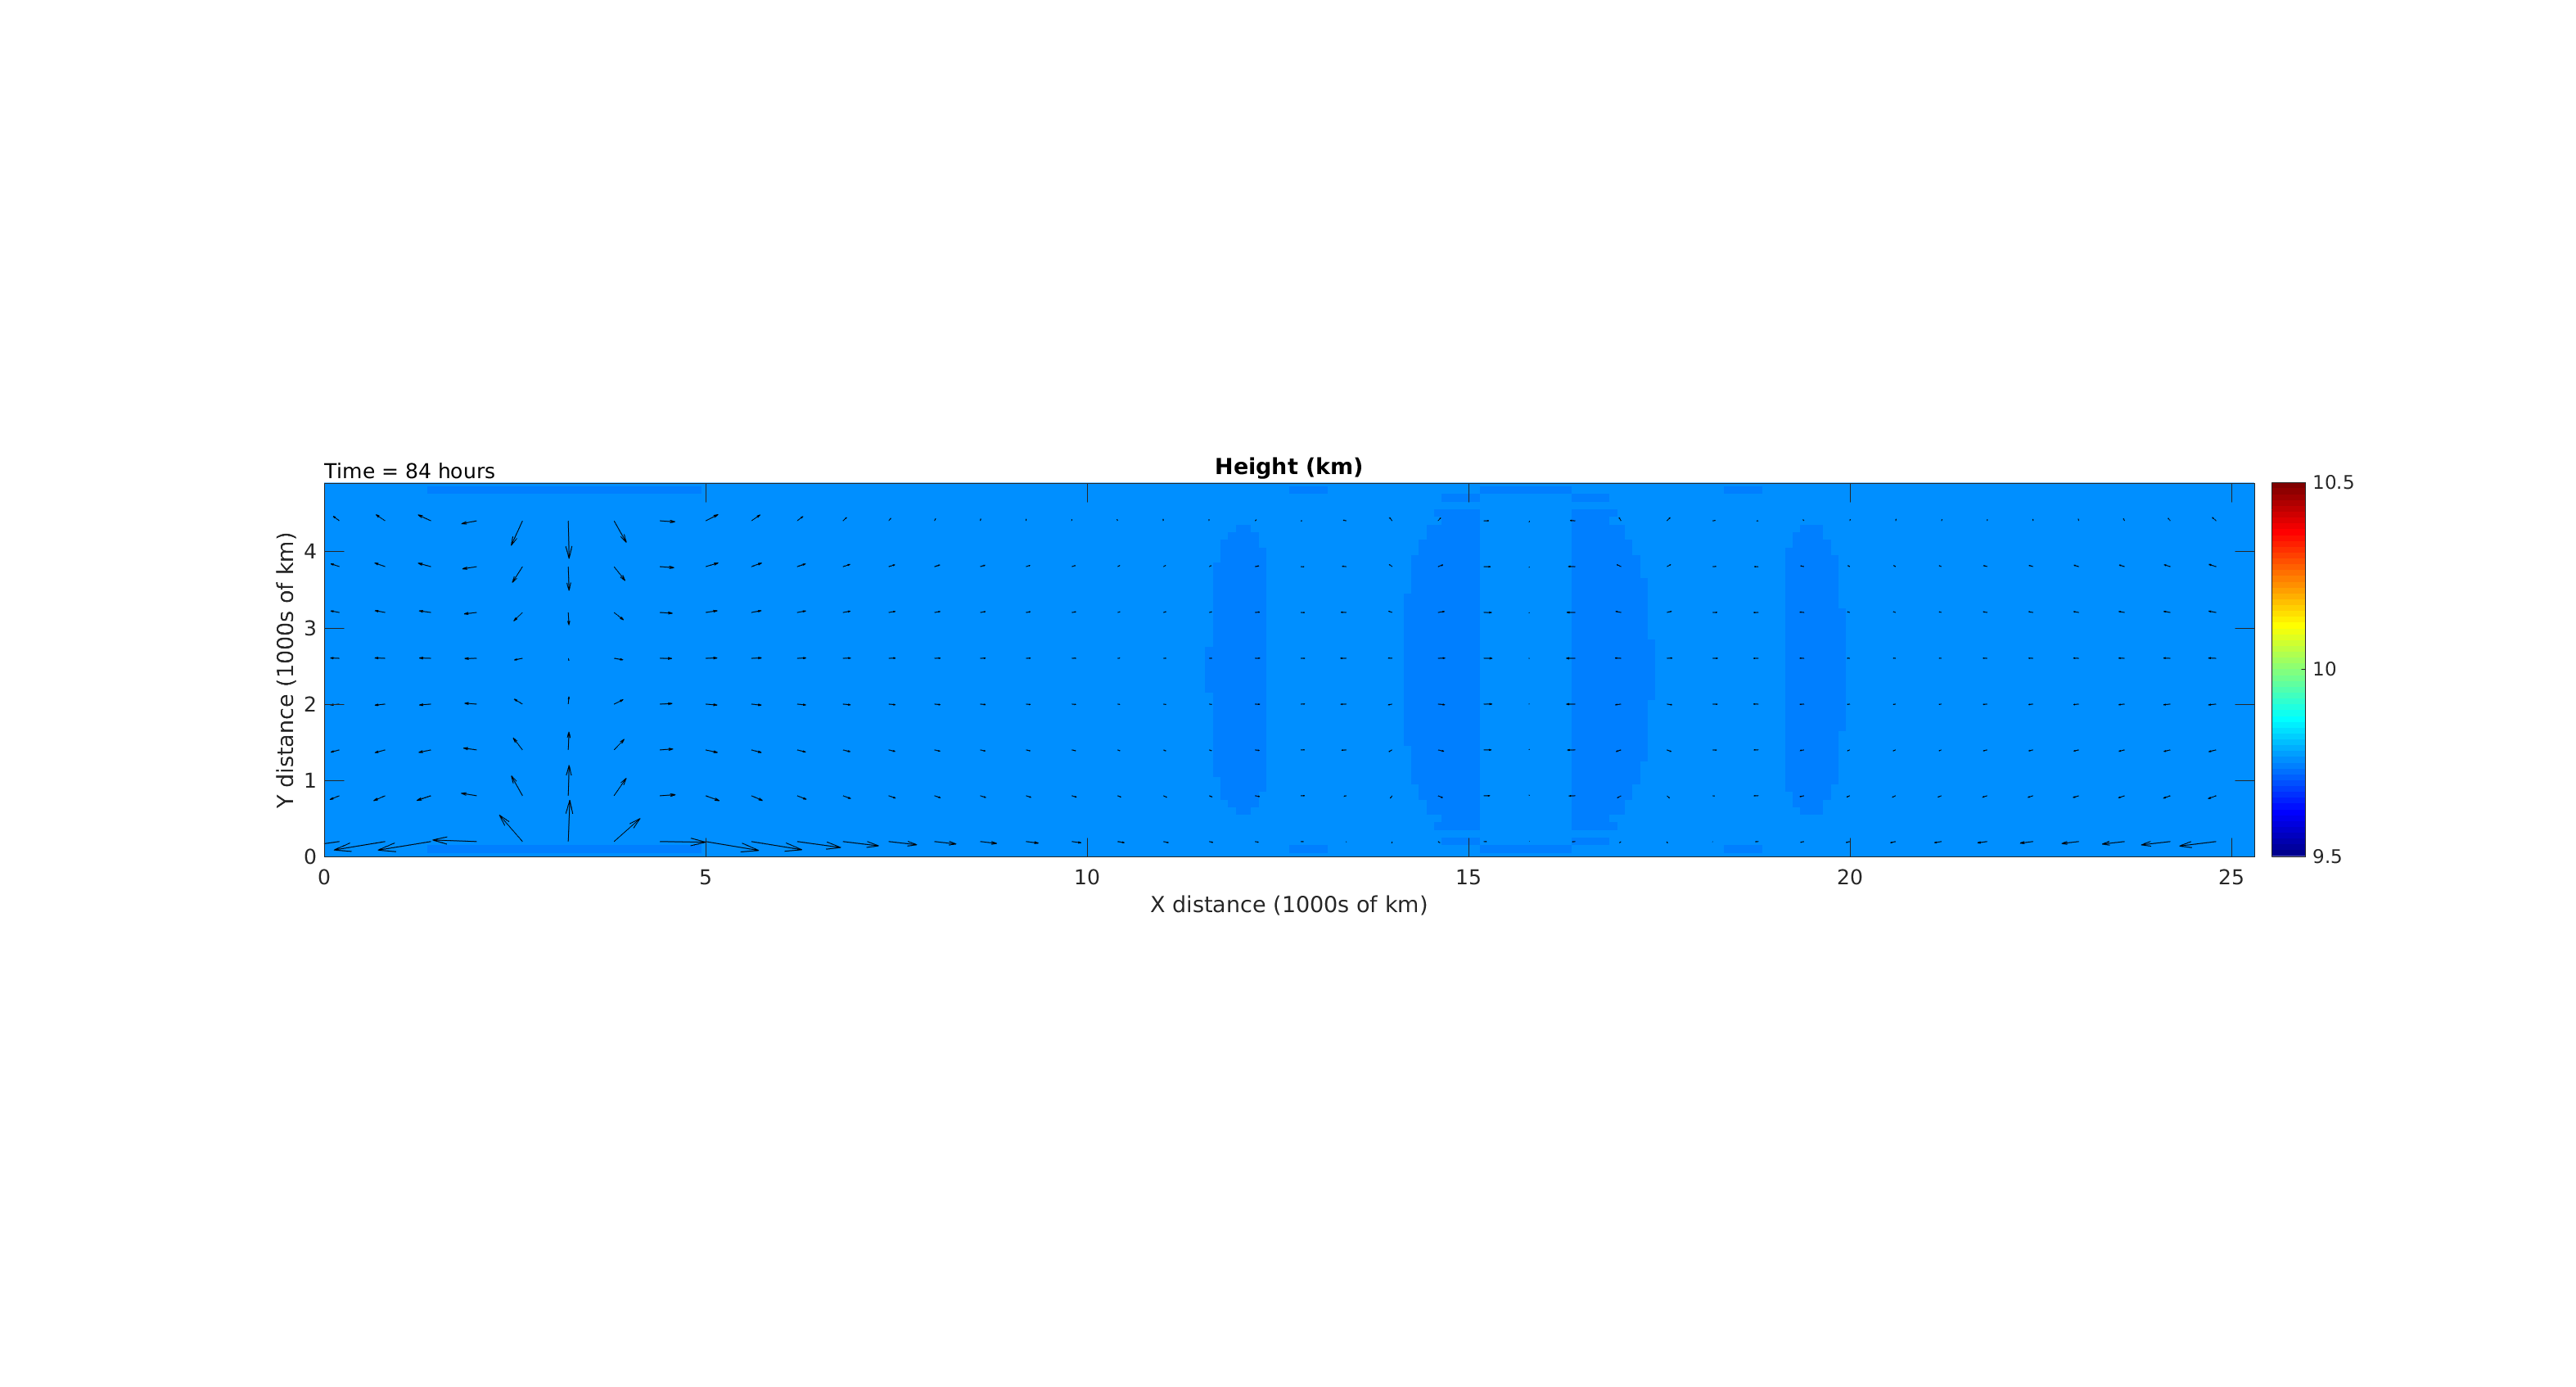 Time = 84 hours
Height (km)
10.5
10
9.5
Y distance (1000s of km)
4
3
2
1
0
0 5 10 15 20 25
X distance (1000s of km)